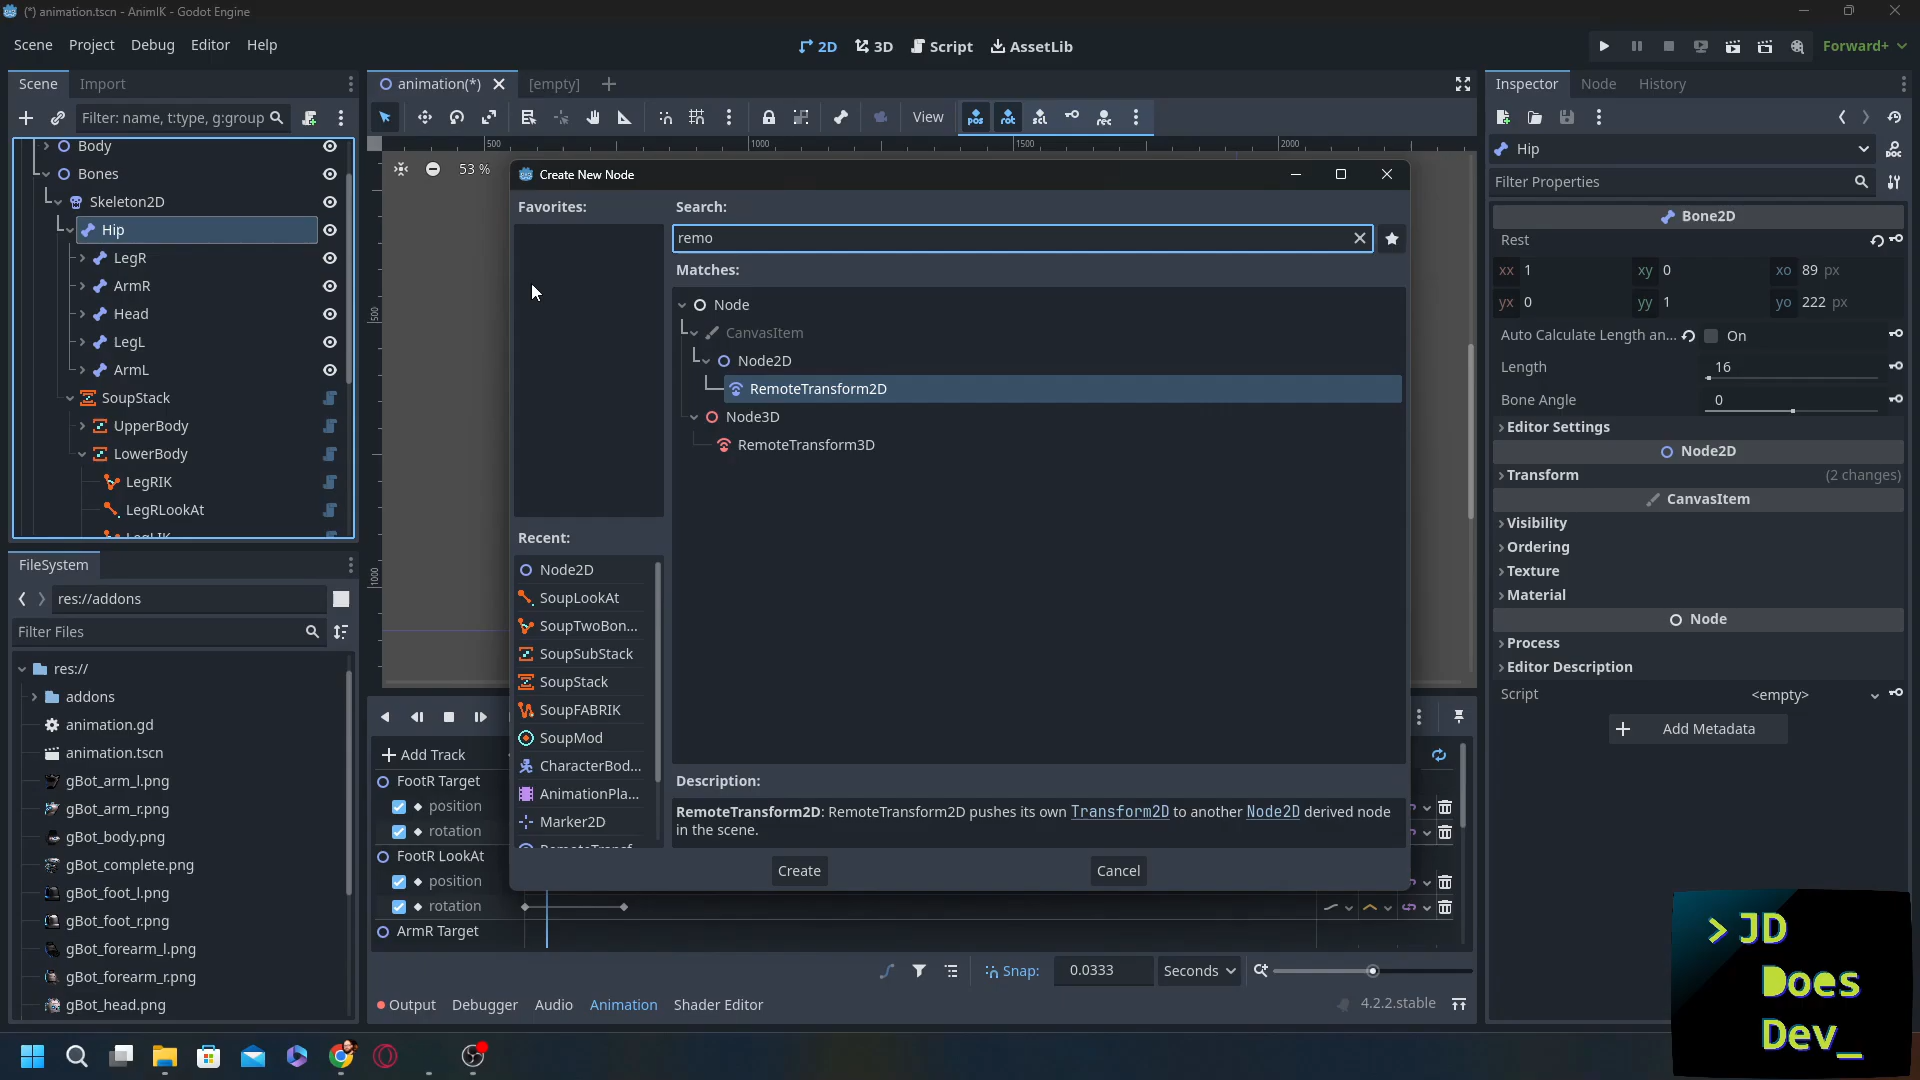 (*) animation.tscn - AnimIK - Godot Engine
Scene Project Debug Editor Help
2D 3D Script AssetLib
Forward+
Scene Import
animation(*) [empty]
Inspector Node History
Filter: name, t:type, g:group
View
Body
Bones
Skeleton2D
Hip
LegR
ArmR
Head
LegL
ArmL
SoupStack
UpperBody
LowerBody
LegRIK
LegRLookAt
LegLIK
500 1000 1500 2000
53 %
500
1000
Create New Node
Favorites:
Search:
remo
Matches:
Node
CanvasItem
Node2D
RemoteTransform2D
Node3D
RemoteTransform3D
Recent:
Node2D
SoupLookAt
SoupTwoBon...
SoupSubStack
SoupStack
SoupFABRIK
SoupMod
CharacterBod...
AnimationPla...
Marker2D
RemoteTransf...
Description:
RemoteTransform2D: RemoteTransform2D pushes its own Transform2D to another Node2D derived node
in the scene.
Create Cancel
Hip
Filter Properties
Bone2D
Rest
xx 1 xy 0 xo 89 px
yx 0 yy 1 yo 222 px
Auto Calculate Length an... On
Length 16
Bone Angle 0
Editor Settings
Node2D
Transform (2 changes)
CanvasItem
Visibility
Ordering
Texture
Material
Node
Process
Editor Description
Script <empty>
Add Metadata
FileSystem
res://addons
Filter Files
res://
addons
animation.gd
animation.tscn
gBot_arm_l.png
gBot_arm_r.png
gBot_body.png
gBot_complete.png
gBot_foot_l.png
gBot_foot_r.png
gBot_forearm_l.png
gBot_forearm_r.png
gBot_head.png
Add Track
FootR Target
position
rotation
FootR LookAt
position
rotation
ArmR Target
Snap: 0.0333 Seconds
Output Debugger Audio Animation Shader Editor
4.2.2.stable
>JD
Does
Dev_